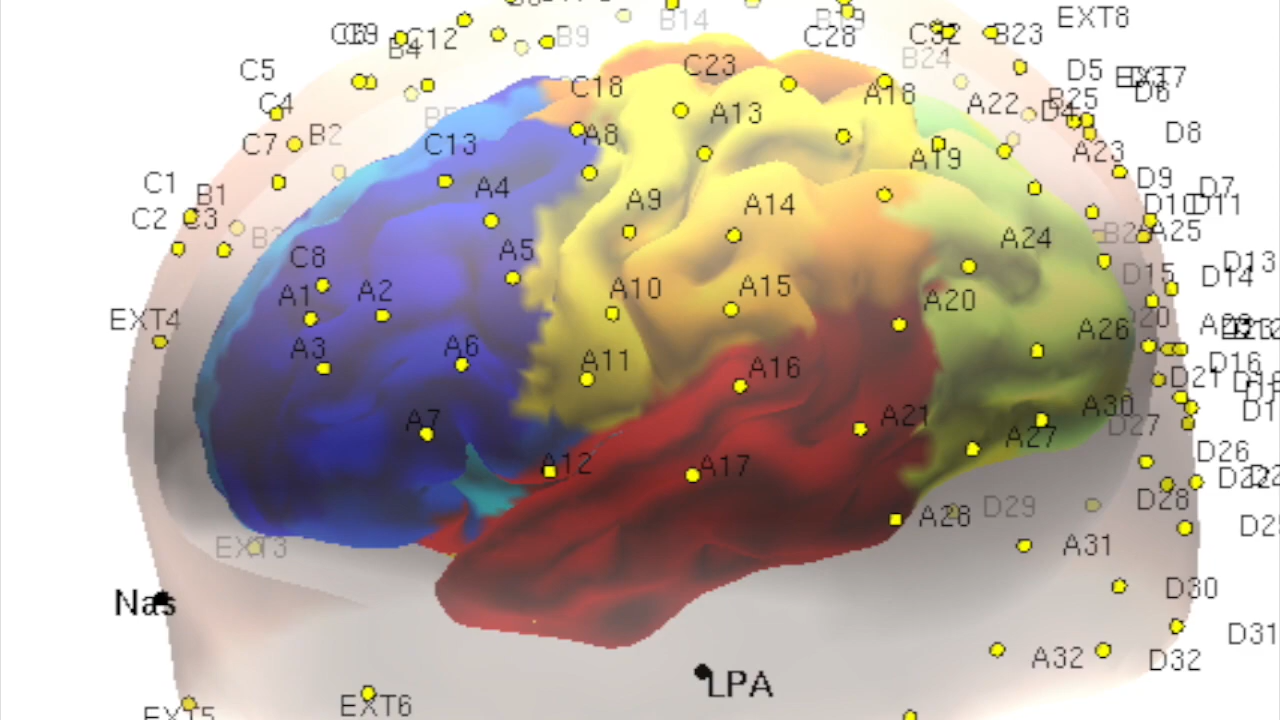 EXT8
B14
C12
B9
C28
B23
B4
C23
B24
C5
D5
C18
A18
A22
D6
C4
A13
B25
D4
B2
A8
D8
C7
C13
A23
A19
C1
A4
D9
D7
B1
A9
A14
D11
C2
C3
A25
A5
A24
C8
D13
D15
D14
A1
A2
A10
A15
A20
EXT4
A26
A3
A6
A11
A16
D16
D21
A7
A21
A30
A27
D27
A12
A17
D26
D28
D29
A28
EXT3
A31
Nas
D30
D31
A32
D32
LPA
EXT6
EXT5